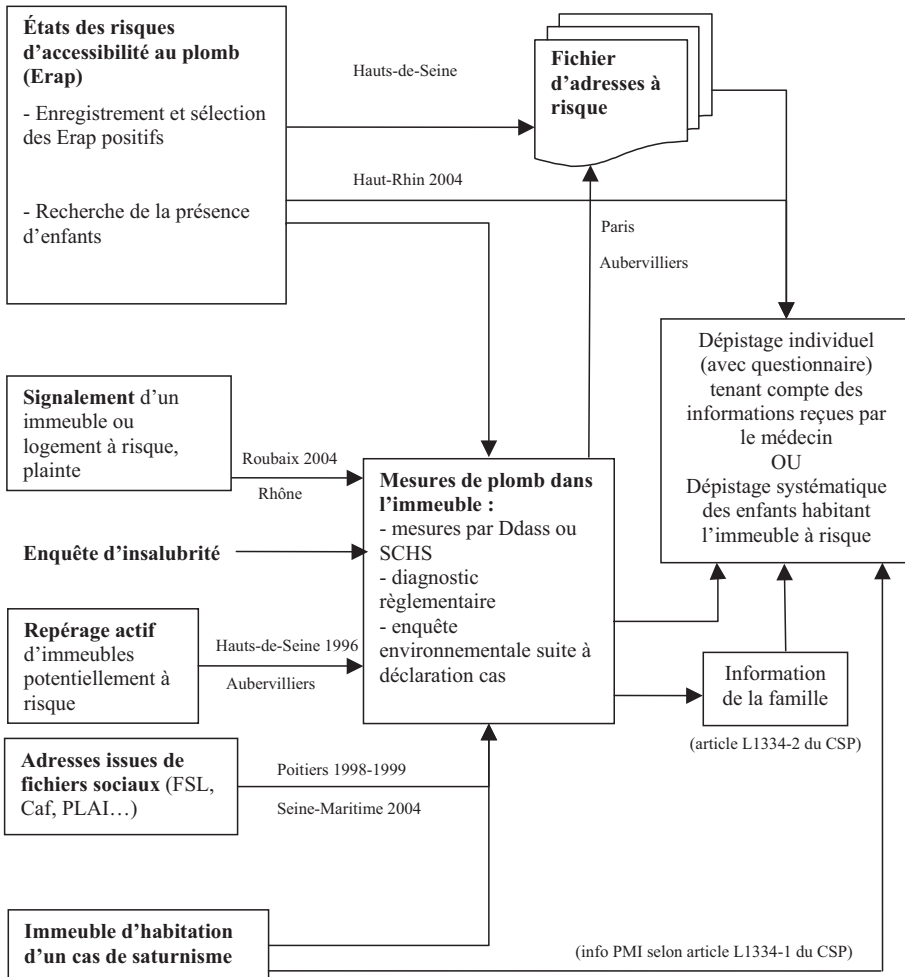 États des risques
d’accessibilité au plomb
(Erap)
- Enregistrement et sélection
des Erap positifs
- Recherche de la présence
d’enfants
Hauts-de-Seine
Fichier
d’adresses à
risque
Haut-Rhin 2004
Paris
Aubervilliers
Dépistage individuel
(avec questionnaire)
tenant compte des
informations reçues par
le médecin
OU
Dépistage systématique
des enfants habitant
l’immeuble à risque
Signalement d’un
immeuble ou
logement à risque,
plainte
Roubaix 2004
Rhône
Mesures de plomb dans
l’immeuble :
- mesures par Ddass ou
SCHS
- diagnostic
règlementaire
- enquête
environnementale suite à
déclaration cas
Enquête d’insalubrité
Repérage actif
d’immeubles
potentiellement à
risque
Hauts-de-Seine 1996
Aubervilliers
Information
de la famille
(article L1334-2 du CSP)
Adresses issues de
fichiers sociaux (FSL,
Caf, PLAI…)
Poitiers 1998-1999
Seine-Maritime 2004
Immeuble d’habitation
d’un cas de saturnisme
(info PMI selon article L1334-1 du CSP)